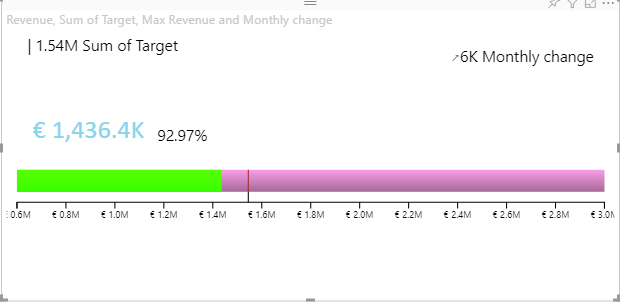 Revenue, Sum of Target, Max Revenue and Monthly change
| 1.54M Sum of Target
↗6K Monthly change
€ 1,436.4K 92.97%
€ 0.6M € 0.8M € 1.0M € 1.2M € 1.4M € 1.6M € 1.8M € 2.0M € 2.2M € 2.4M € 2.6M € 2.8M € 3.0M